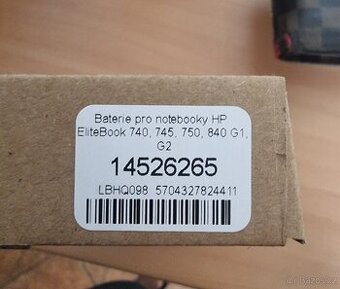 Baterie pro notebooky HP
EliteBook 740, 745, 750, 840 G1,
G2
14526265
LBHQ098 5704327824411